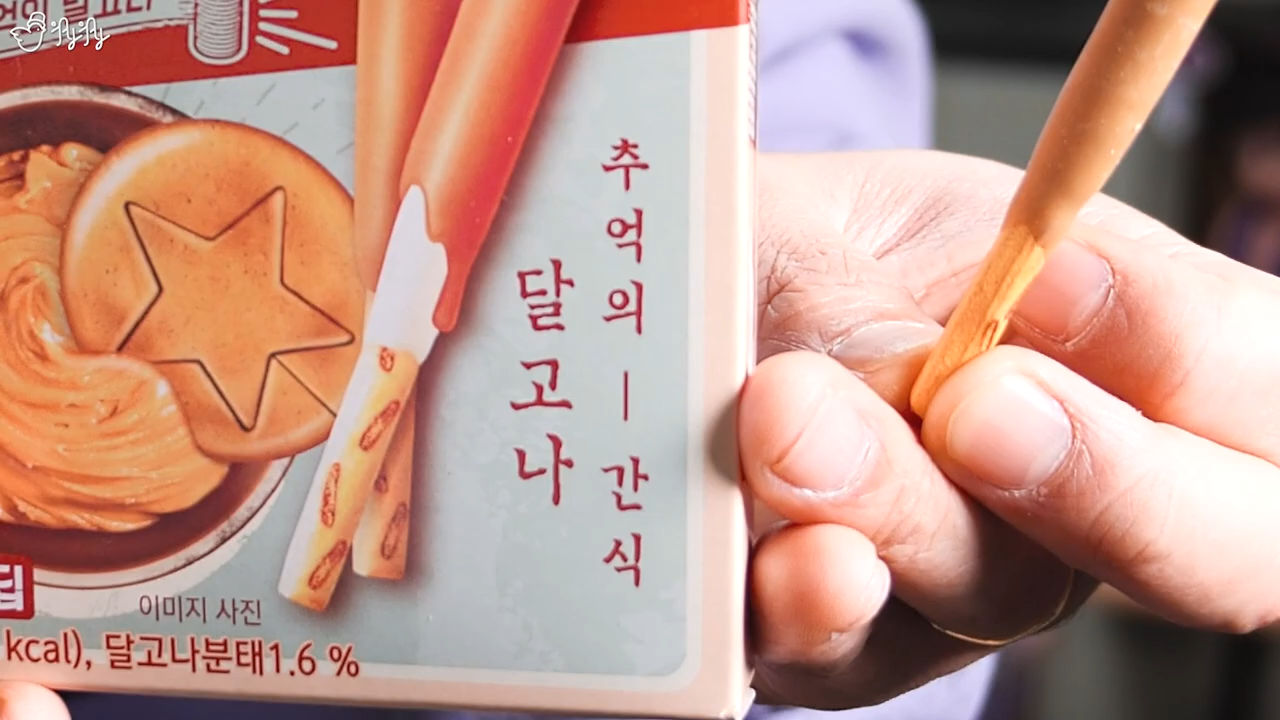 추억의 간식
달고나
이미지 사진
kcal), 달고나분태1.6 %